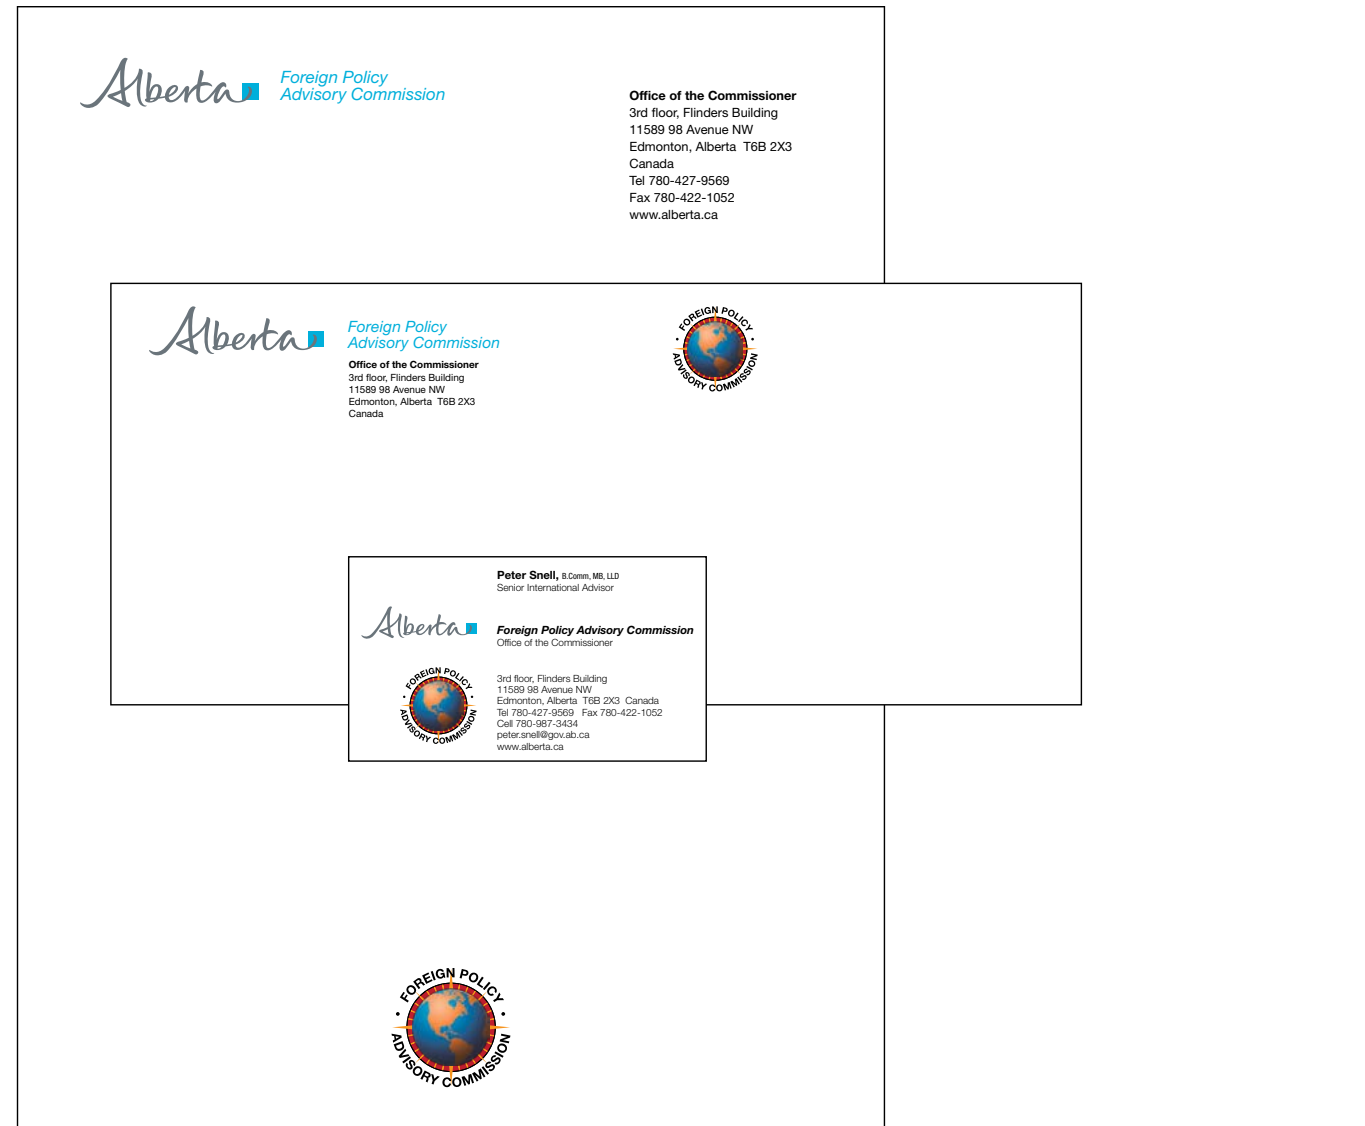 Alberta
Foreign Policy
Advisory Commission
Office of the Commissioner
3rd floor, Flinders Building
11589 98 Avenue NW
Edmonton, Alberta  T6B 2X3
Canada
Tel 780-427-9569
Fax 780-422-1052
www.alberta.ca
Alberta
Foreign Policy
Advisory Commission
Office of the Commissioner
3rd floor, Flinders Building
11589 98 Avenue NW
Edmonton, Alberta  T6B 2X3
Canada
• FOREIGN POLICY •
ADVISORY COMMISSION
Peter Snell, B.Comm, MB, LLD
Senior International Advisor
Alberta
Foreign Policy Advisory Commission
Office of the Commissioner
• FOREIGN POLICY •
ADVISORY COMMISSION
3rd floor, Flinders Building
11589 98 Avenue NW
Edmonton, Alberta  T6B 2X3  Canada
Tel 780-427-9569   Fax 780-422-1052
Cell 780-987-3434
peter.snell@gov.ab.ca
www.alberta.ca
• FOREIGN POLICY •
ADVISORY COMMISSION